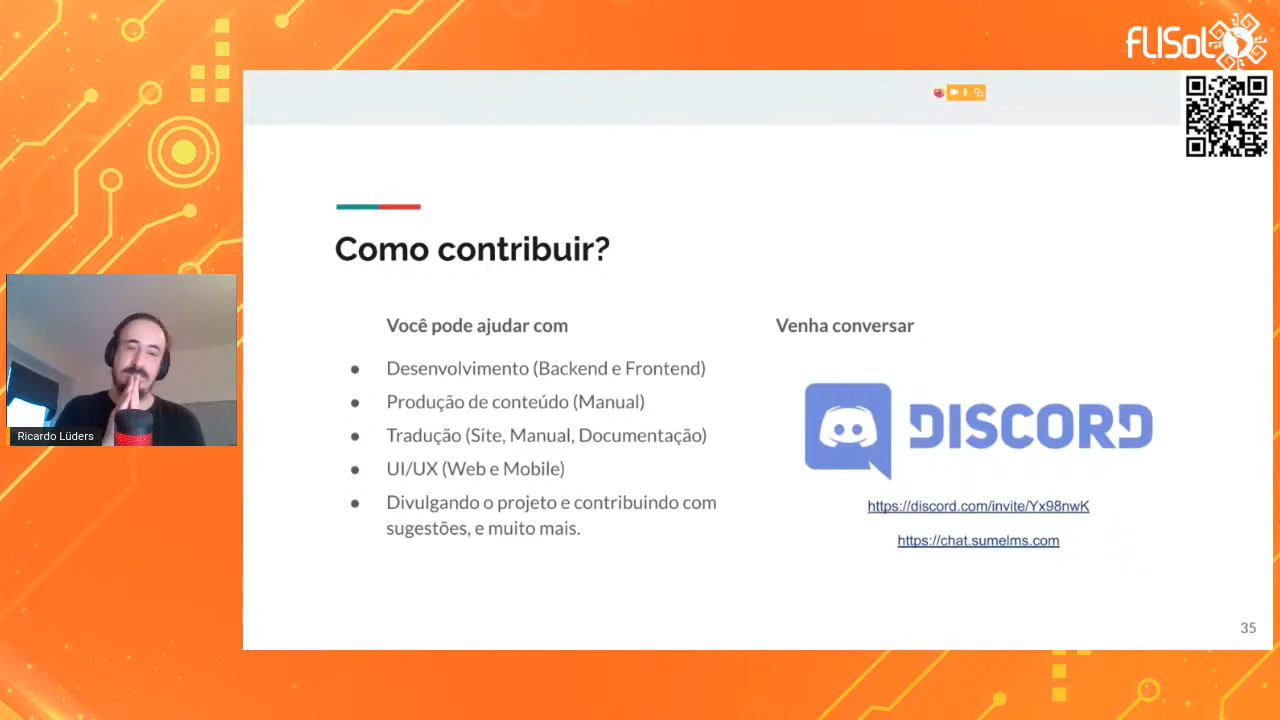 FLISoL
Como contribuir?
Você pode ajudar com
● Desenvolvimento (Backend e Frontend)
● Produção de conteúdo (Manual)
● Tradução (Site, Manual, Documentação)
● UI/UX (Web e Mobile)
● Divulgando o projeto e contribuindo com
sugestões, e muito mais.
Venha conversar
DISCORD
https://discord.com/invite/Yx98nwK
https://chat.sumelms.com
Ricardo Lüders
35